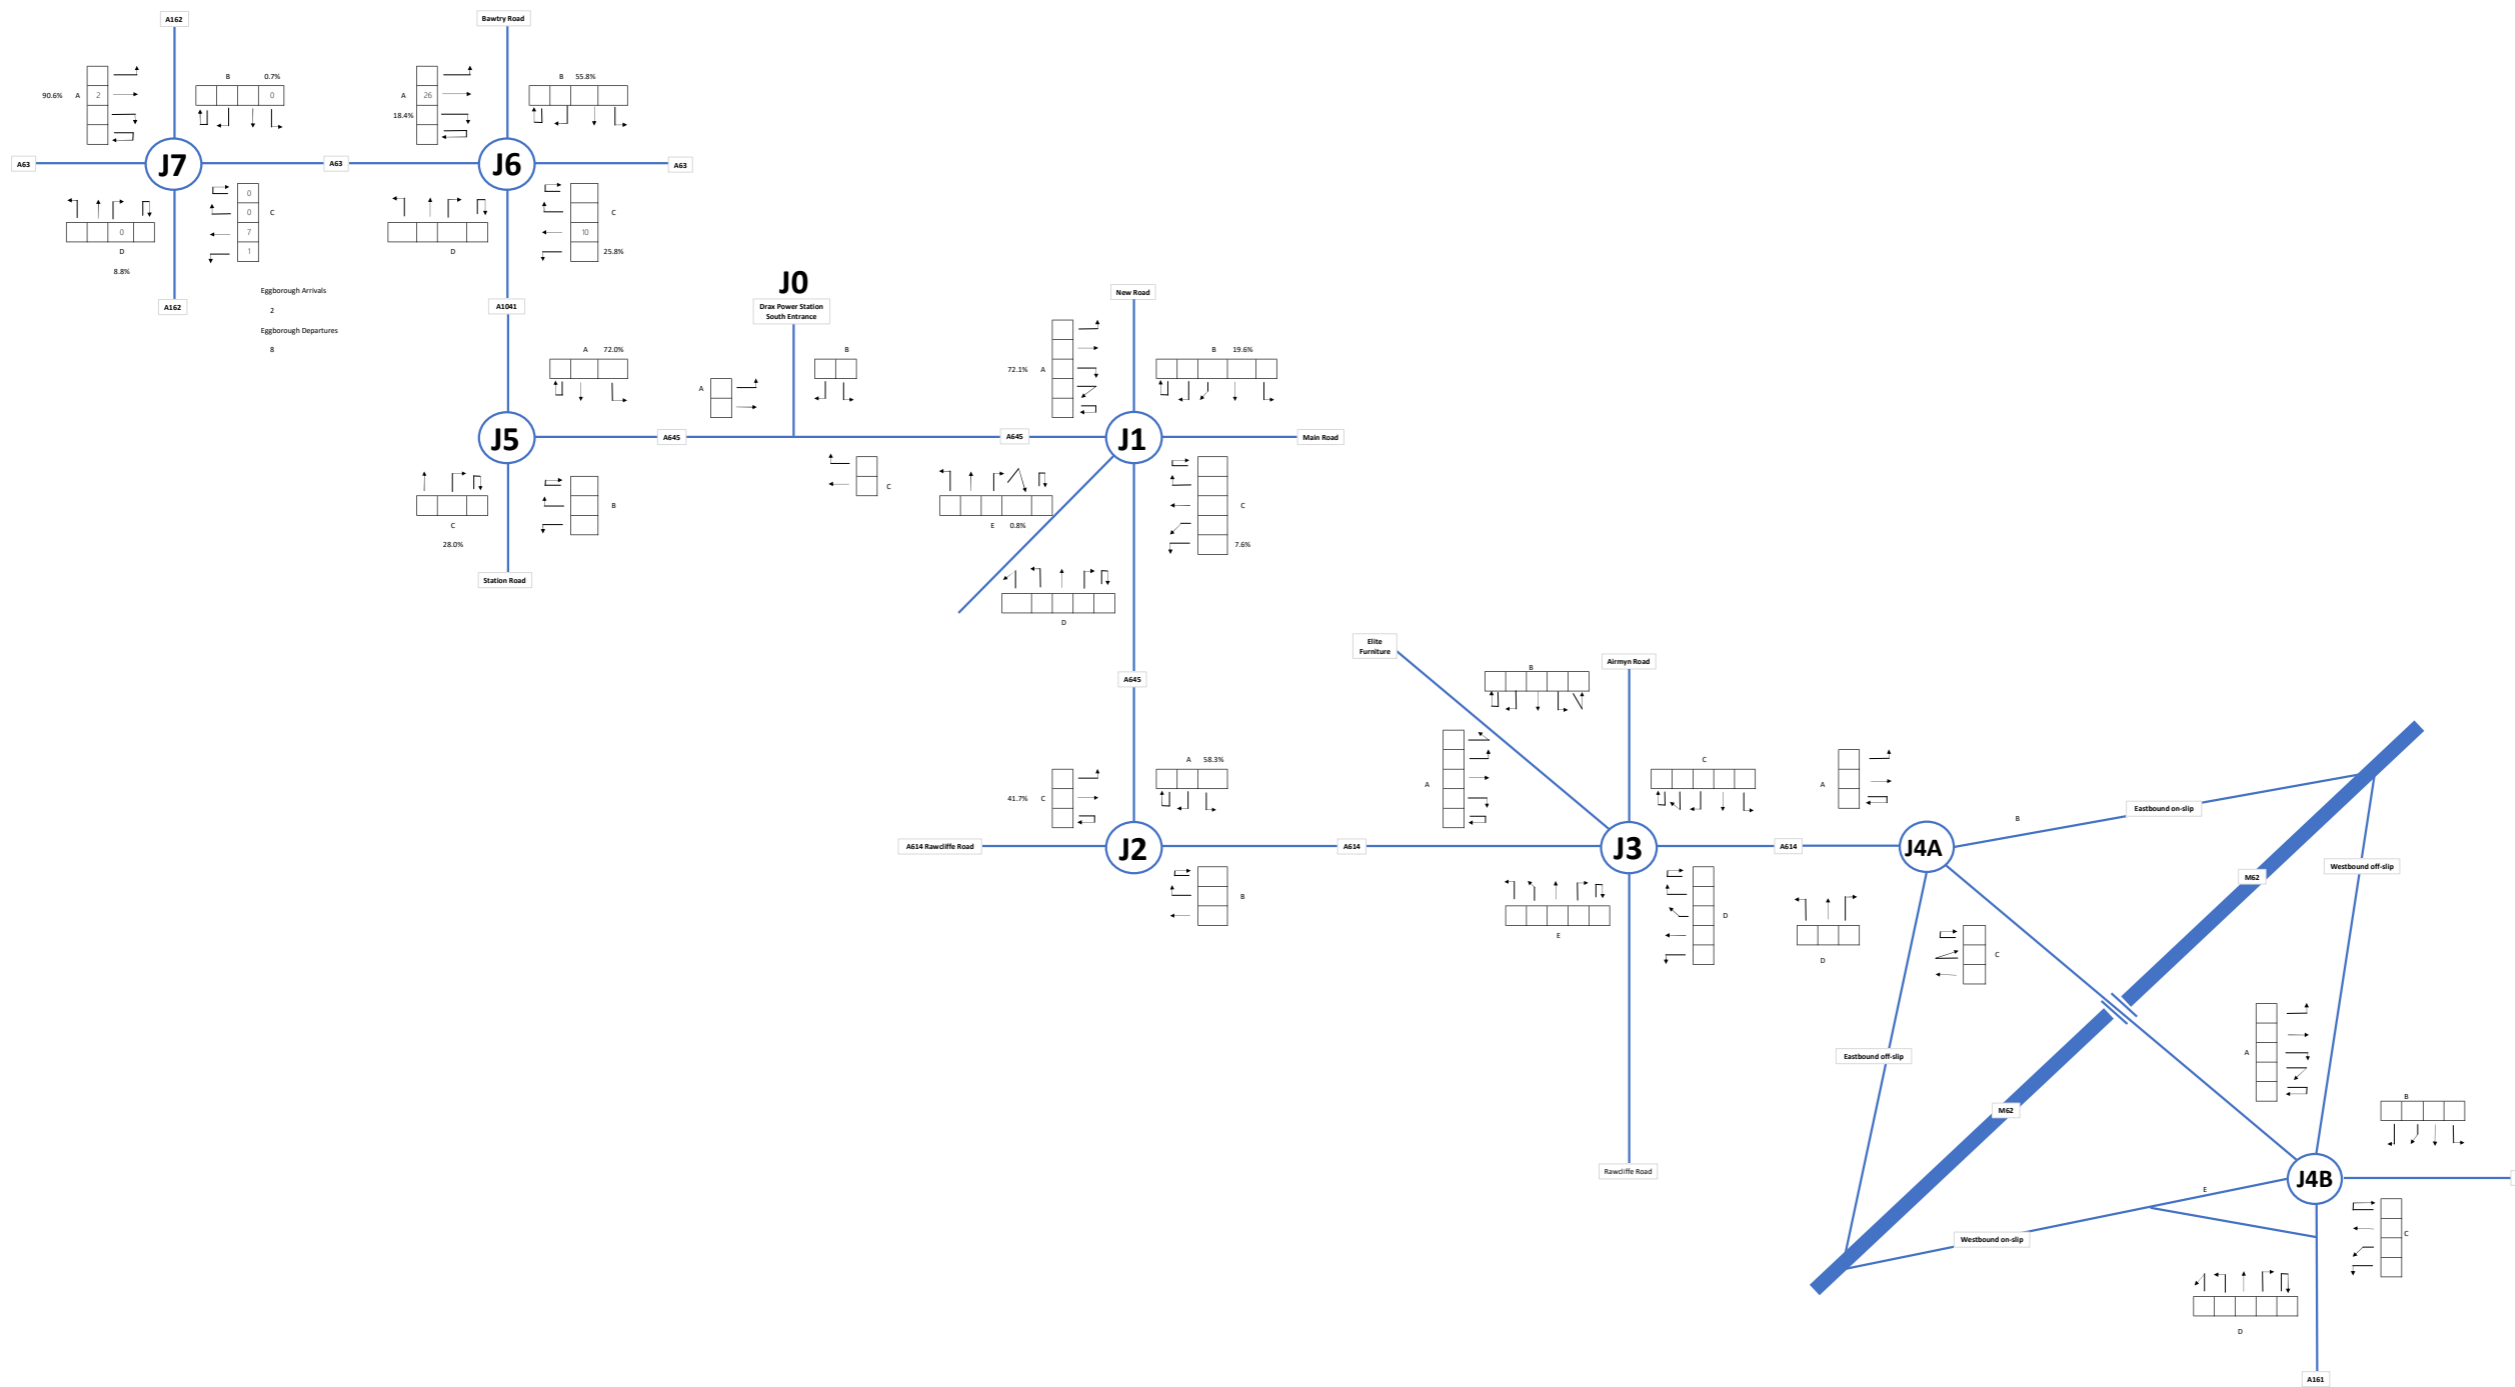 A162
Bawtry Road
B 0.7%
B 55.8%
90.6% A 2
0
A 26
18.4%
J7
J6
A63
A63
A63
0
0 C
7
1
0
D
8.8%
C
10
25.8%
D
A162
Eggborough Arrivals
2
Eggborough Departures
8
A1041
J0
Drax Power Station
South Entrance
New Road
A 72.0%
B
A
B 19.6%
72.1% A
J5
A645
A645
J1
Main Road
C
28.0%
B
C
E 0.8%
C
7.6%
Station Road
D
Elite
Furniture
Airmyn Road
B
A645
A 58.3%
41.7% C
A
C
A
A614 Rawcliffe Road
J2
A614
J3
A614
J4A
B
Eastbound on-slip
Westbound off-slip
M62
B
E
D
D
C
Eastbound off-slip
A
M62
B
Rawcliffe Road
J4B
E
Westbound on-slip
C
D
A161